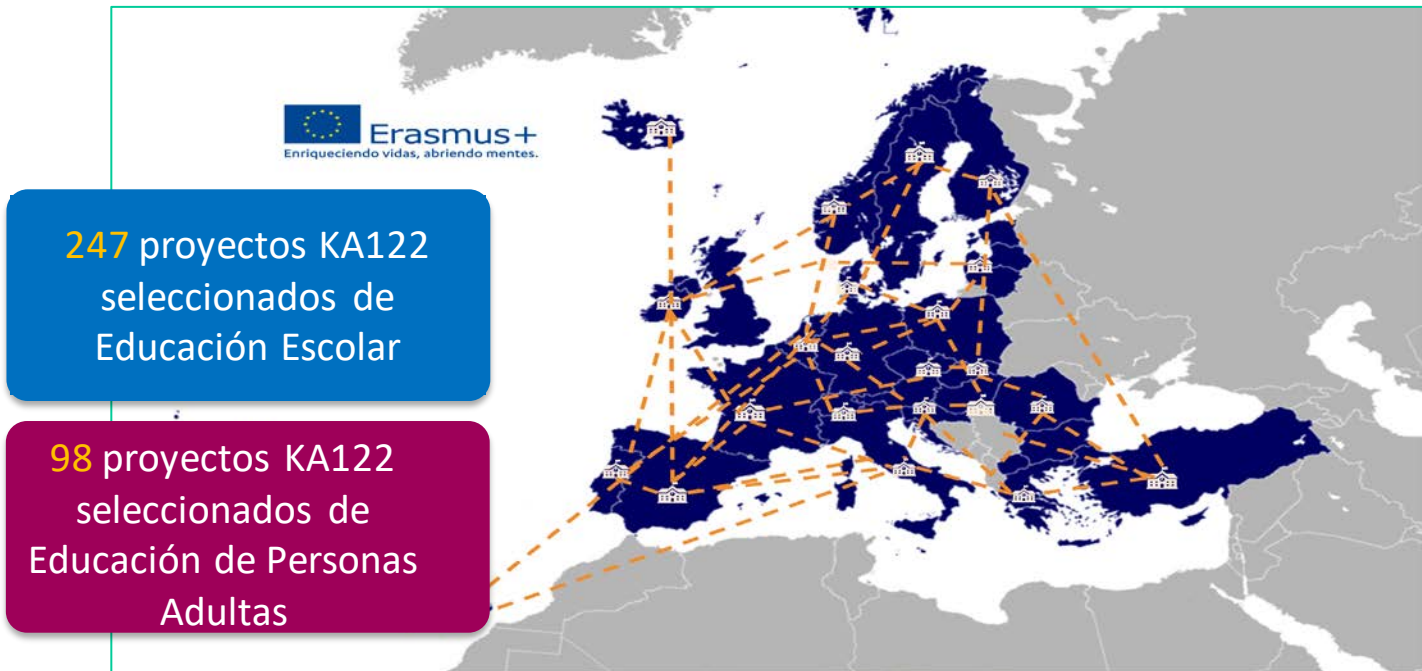 Erasmus+
Enriqueciendo vidas, abriendo mentes.
247 proyectos KA122
seleccionados de
Educación Escolar
98 proyectos KA122
seleccionados de
Educación de Personas
Adultas